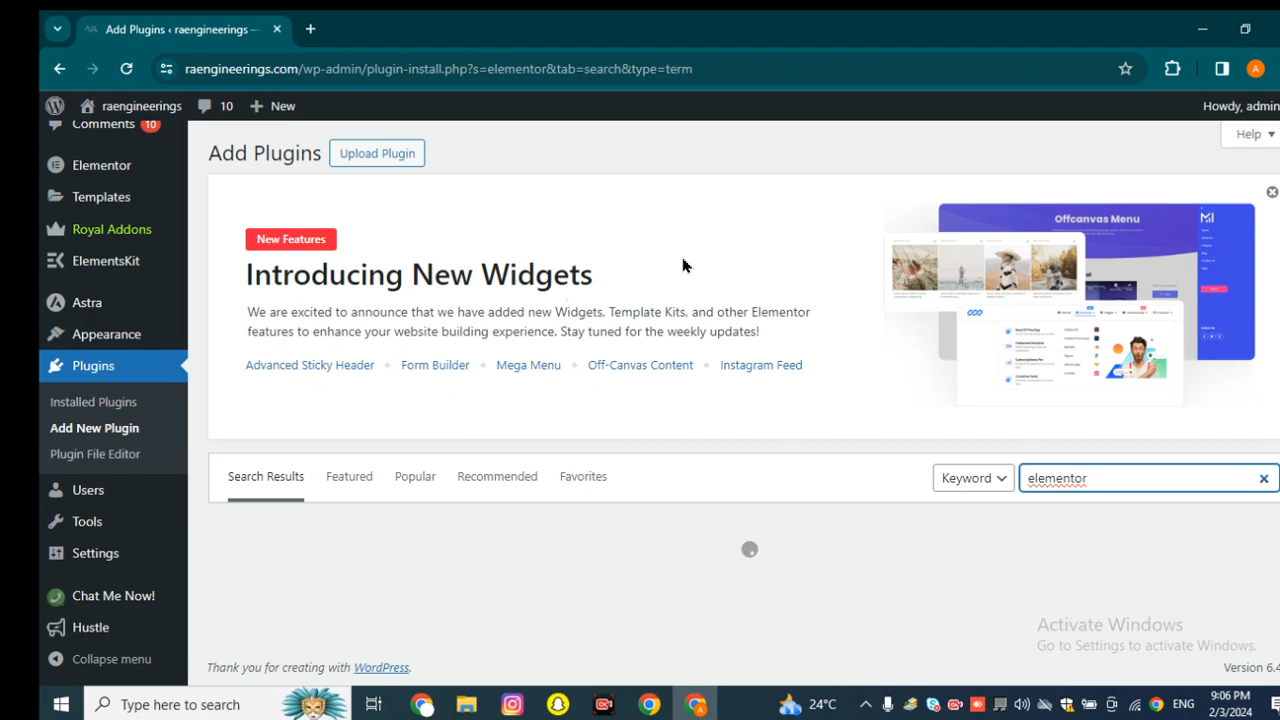 Add Plugins ‹ raengineerings —
raengineerings.com/wp-admin/plugin-install.php?s=elementor&tab=search&type=term
A
raengineerings
10
New
Howdy, admin
Comments 10
Elementor
Templates
Royal Addons
ElementsKit
Astra
Appearance
Plugins
Installed Plugins
Add New Plugin
Plugin File Editor
Users
Tools
Settings
Chat Me Now!
Hustle
Collapse menu
Add Plugins
Upload Plugin
Help
New Features
Introducing New Widgets
We are excited to announce that we have added new Widgets, Template Kits, and other Elementor
features to enhance your website building experience. Stay tuned for the weekly updates!
Advanced Sticky Header
Form Builder
Mega Menu
Off-Canvas Content
Instagram Feed
Offcanvas Menu
Search Results
Featured
Popular
Recommended
Favorites
Keyword
elementor
Activate Windows
Go to Settings to activate Windows.
Thank you for creating with WordPress.
Version 6.4
Type here to search
24°C
ENG
9:06 PM
2/3/2024